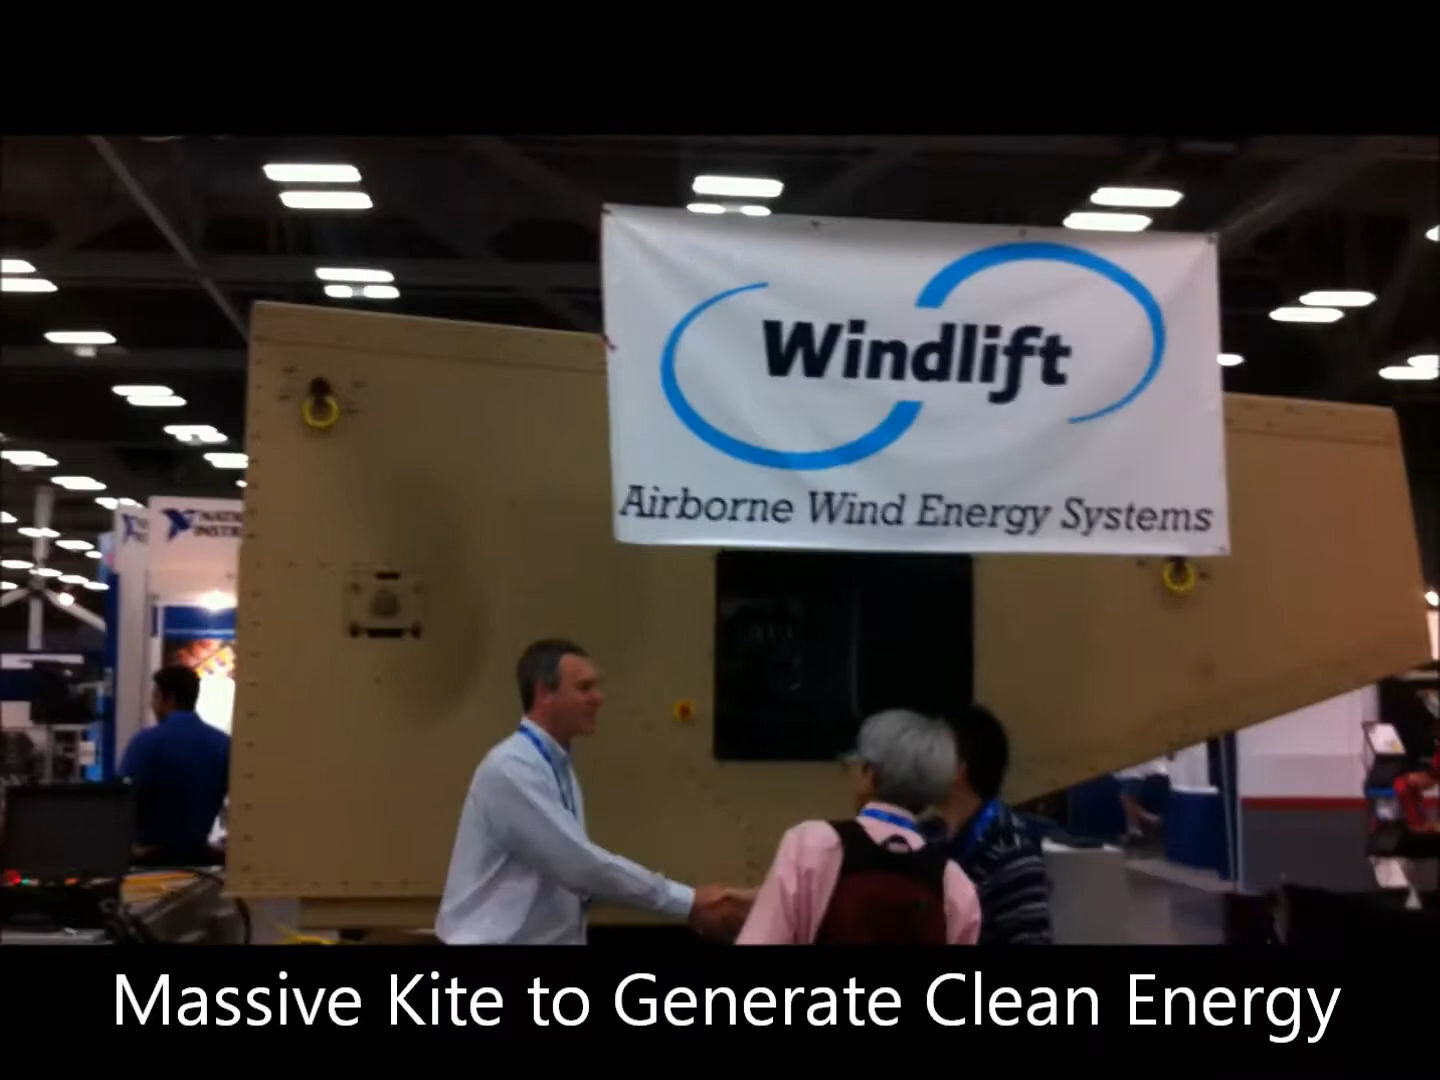 Windlift
Airborne Wind Energy Systems
Massive Kite to Generate Clean Energy